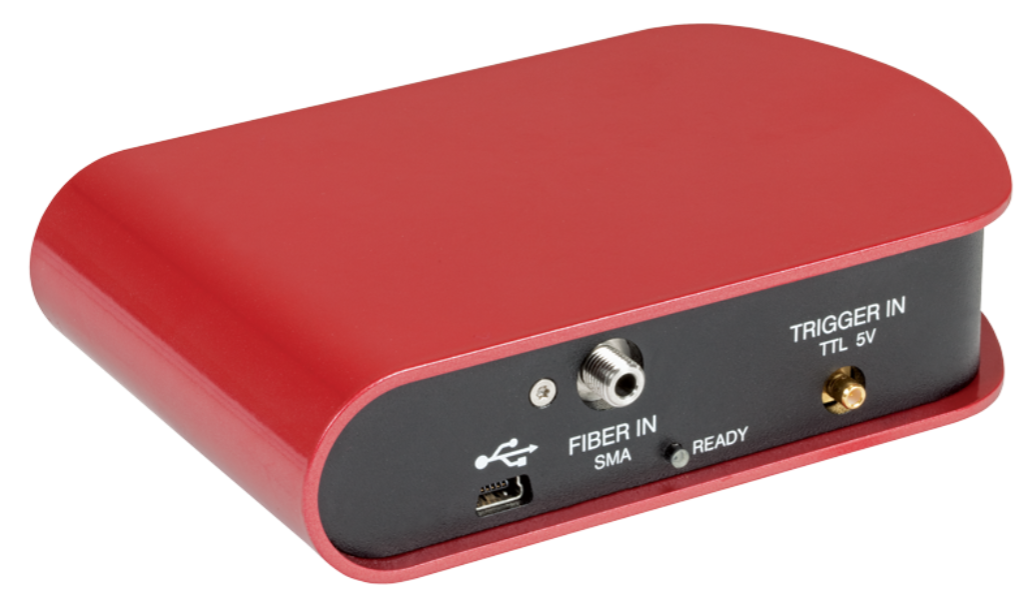 FIBER IN
SMA
READY
TRIGGER IN
TTL 5V